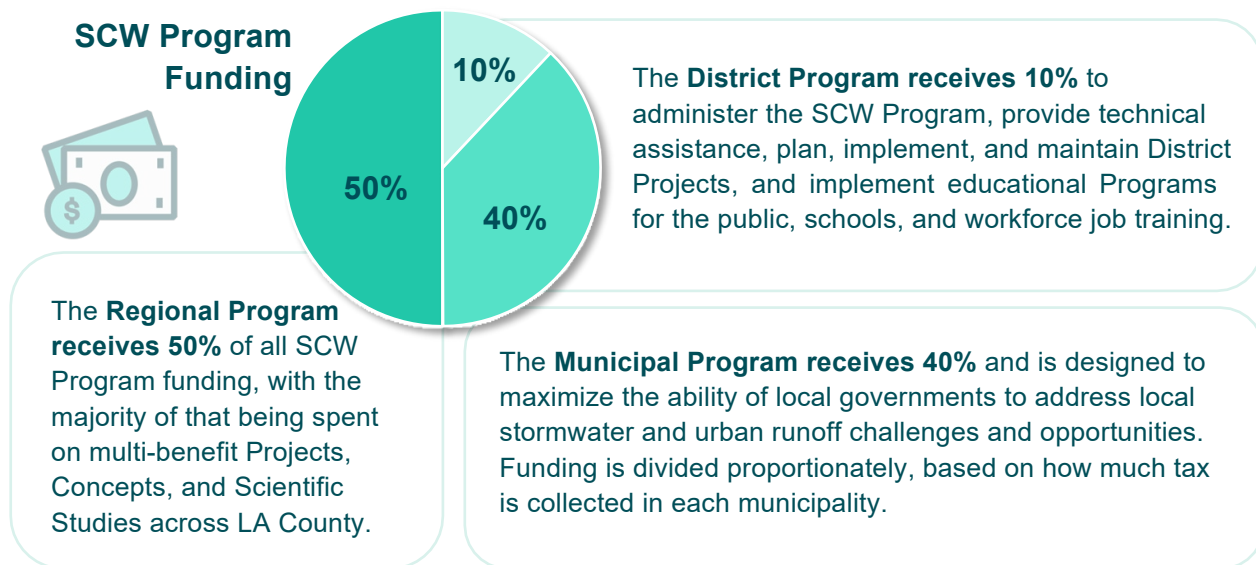 SCW Program
Funding
10%
50%
40%
$
The District Program receives 10% to
administer the SCW Program, provide technical
assistance, plan, implement, and maintain District
Projects, and implement educational Programs
for the public, schools, and workforce job training.
The Regional Program
receives 50% of all SCW
Program funding, with the
majority of that being spent
on multi-benefit Projects,
Concepts, and Scientific
Studies across LA County.
The Municipal Program receives 40% and is designed to
maximize the ability of local governments to address local
stormwater and urban runoff challenges and opportunities.
Funding is divided proportionately, based on how much tax
is collected in each municipality.